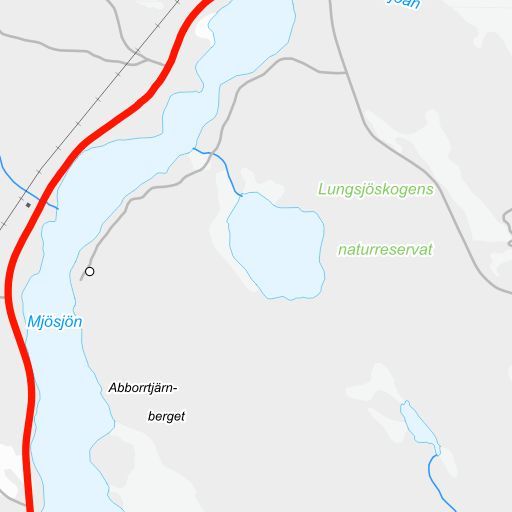 Lungsjöskogens
naturreservat
Mjösjön
Abborrtjärn-
berget